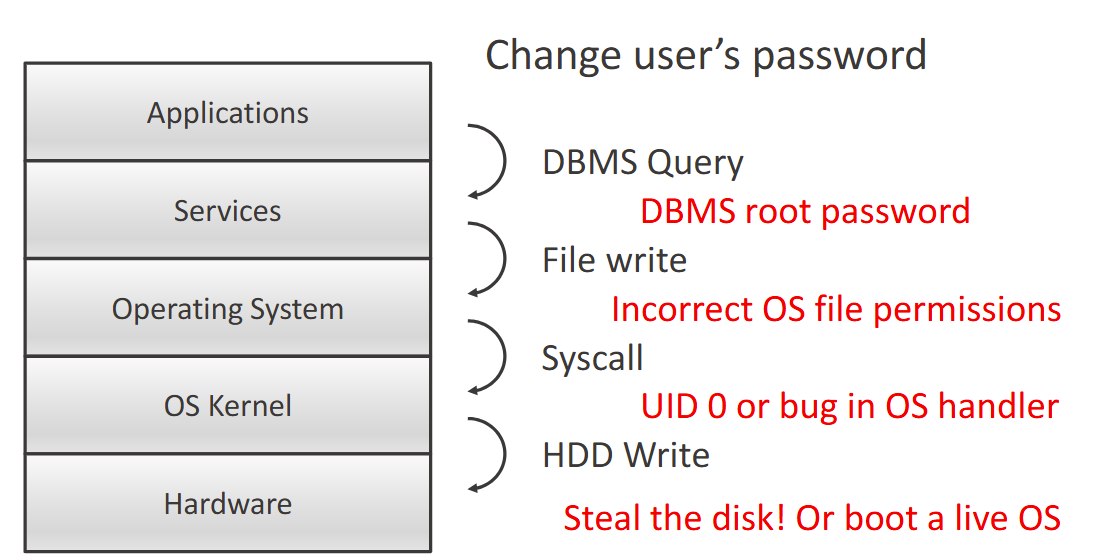 Change user’s password
Applications
DBMS Query
Services
DBMS root password
File write
Operating System
Incorrect OS file permissions
Syscall
OS Kernel
UID 0 or bug in OS handler
HDD Write
Hardware
Steal the disk! Or boot a live OS